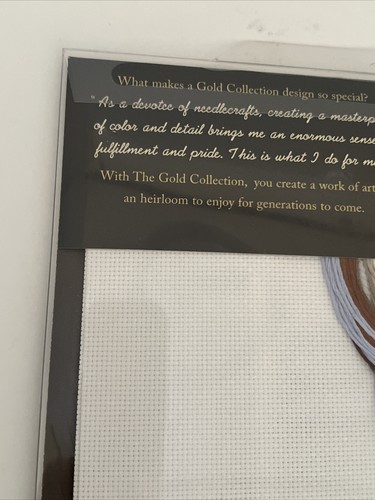 What makes a Gold Collection design so special?
"As a devotee of needlecrafts, creating a masterp
of color and detail brings me an enormous sense
fulfillment and pride. This is what I do for m
With The Gold Collection, you create a work of art
an heirloom to enjoy for generations to come.